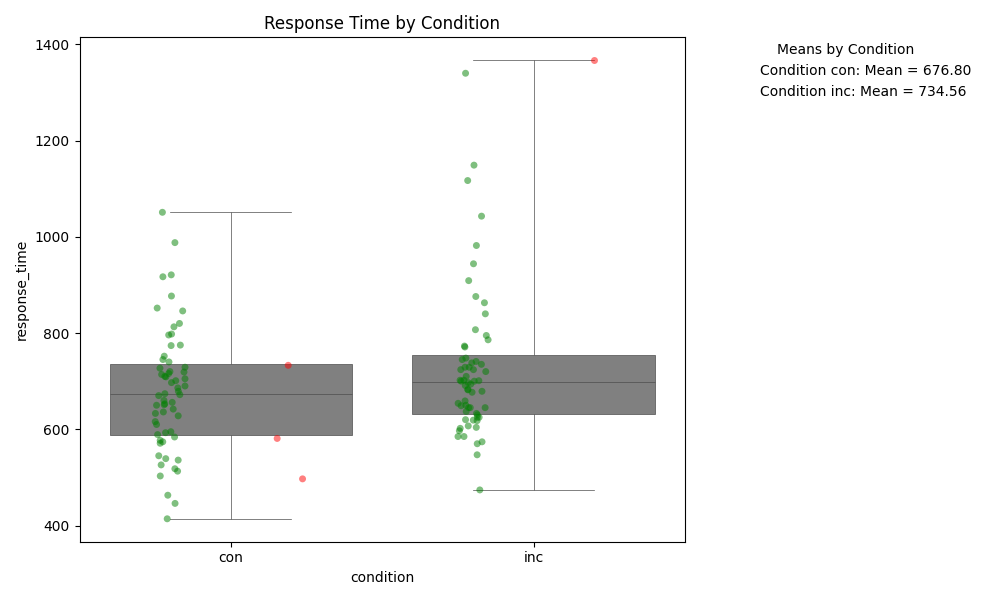 Response Time by Condition
Means by Condition
Condition con: Mean = 676.80
Condition inc: Mean = 734.56
1400
1200
1000
800
600
400
response_time
con
inc
condition